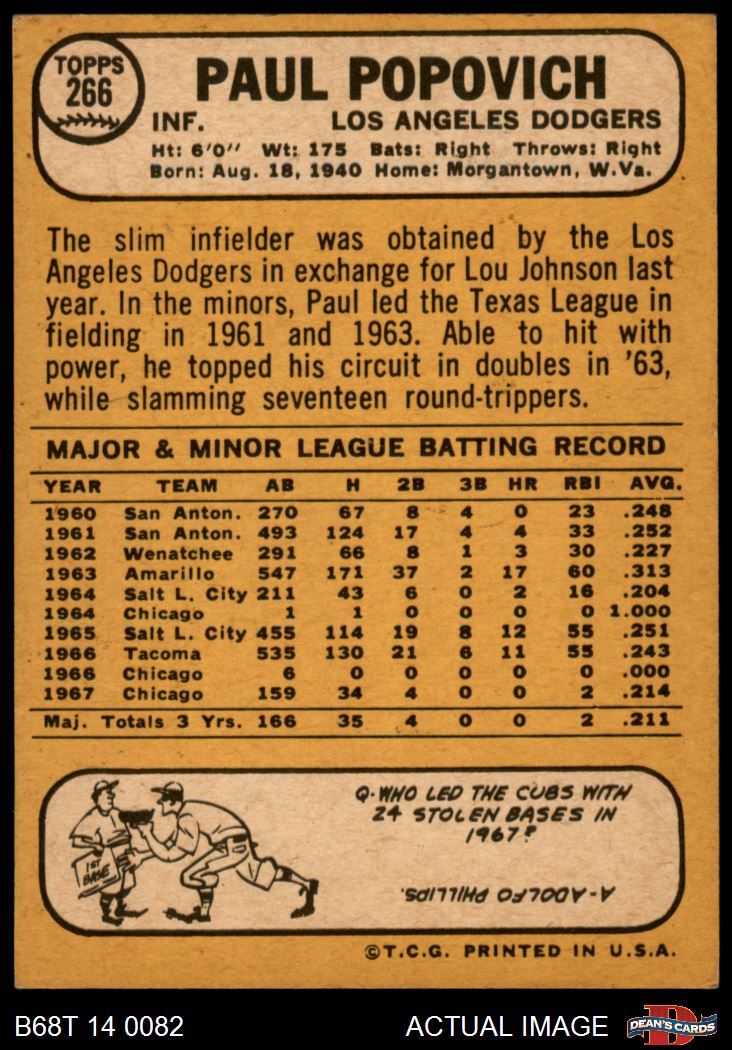 TOPPS
266
PAUL POPOVICH
INF. LOS ANGELES DODGERS
Ht: 6'0" Wt: 175 Bats: Right Throws: Right
Born: Aug. 18, 1940 Home: Morgantown, W.Va.
The slim infielder was obtained by the Los
Angeles Dodgers in exchange for Lou Johnson last
year. In the minors, Paul led the Texas League in
fielding in 1961 and 1963. Able to hit with
power, he topped his circuit in doubles in '63,
while slamming seventeen round-trippers.
MAJOR & MINOR LEAGUE BATTING RECORD
YEAR TEAM AB H 2B 3B HR RBI AVG.
1960 San Anton. 270 67 8 4 0 23 .248
1961 San Anton. 493 124 17 4 4 33 .252
1962 Wenatchee 291 66 8 1 3 30 .227
1963 Amarillo 547 171 37 2 17 60 .313
1964 Salt L. City 211 43 6 0 2 16 .204
1964 Chicago 1 1 0 0 0 0 1.000
1965 Salt L. City 455 114 19 8 12 55 .251
1966 Tacoma 535 130 21 6 11 55 .243
1966 Chicago 6 0 0 0 0 0 .000
1967 Chicago 159 34 4 0 0 2 .214
Maj. Totals 3 Yrs. 166 35 4 0 0 2 .211
1ST
BASE
Q-WHO LED THE CUBS WITH
24 STOLEN BASES IN
1967?
A-ADOLFO PHILLIPS.
©T.C.G. PRINTED IN U.S.A.
B68T 14 0082 ACTUAL IMAGE
DEAN'S CARDS